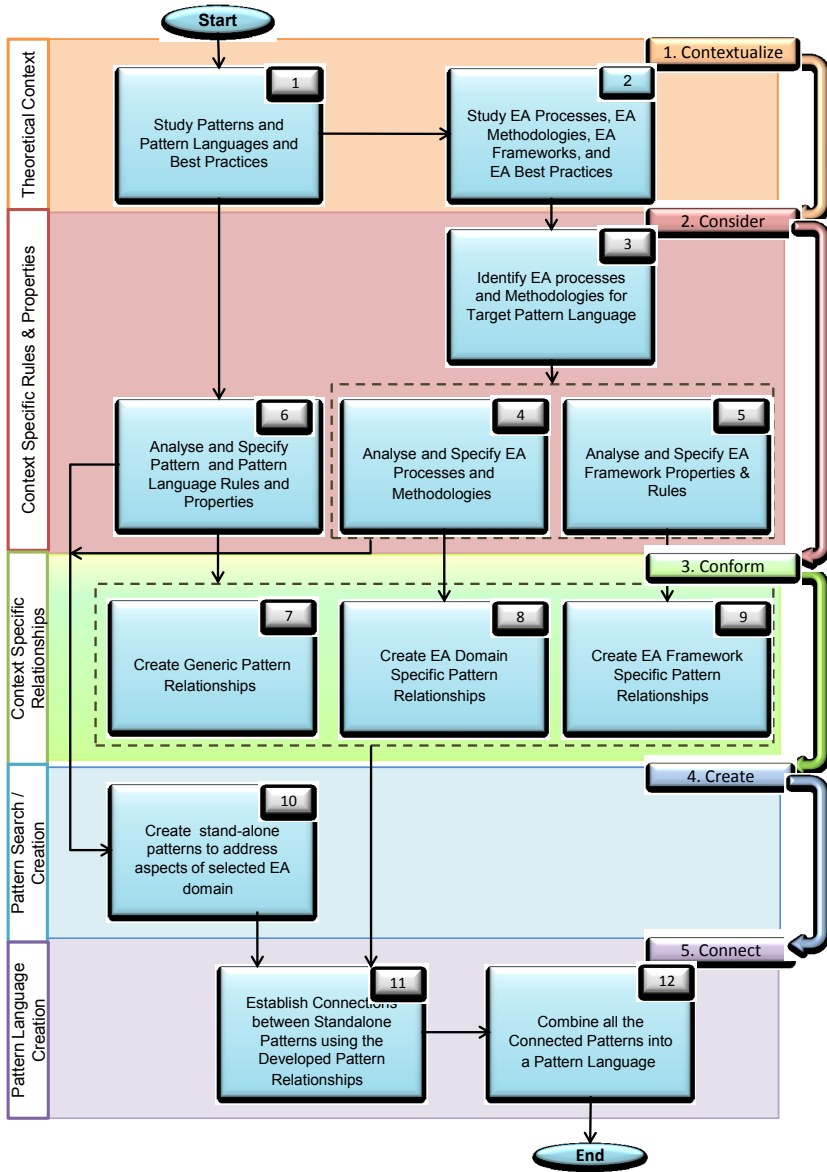 Start
Theoretical Context
1. Contextualize
1
Study Patterns and
Pattern Languages and
Best Practices
2
Study EA Processes, EA
Methodologies, EA
Frameworks, and
EA Best Practices
Context Specific Rules & Properties
2. Consider
3
Identify EA processes
and Methodologies for
Target Pattern Language
6
Analyse and Specify
Pattern and Pattern
Language Rules and
Properties
4
Analyse and Specify EA
Processes and
Methodologies
5
Analyse and Specify EA
Framework Properties &
Rules
Context Specific
Relationships
3. Conform
7
Create Generic Pattern
Relationships
8
Create EA Domain
Specific Pattern
Relationships
9
Create EA Framework
Specific Pattern
Relationships
Pattern Search /
Creation
4. Create
10
Create stand-alone
patterns to address
aspects of selected EA
domain
Pattern Language
Creation
5. Connect
11
Establish Connections
between Standalone
Patterns using the
Developed Pattern
Relationships
12
Combine all the
Connected Patterns into
a Pattern Language
End